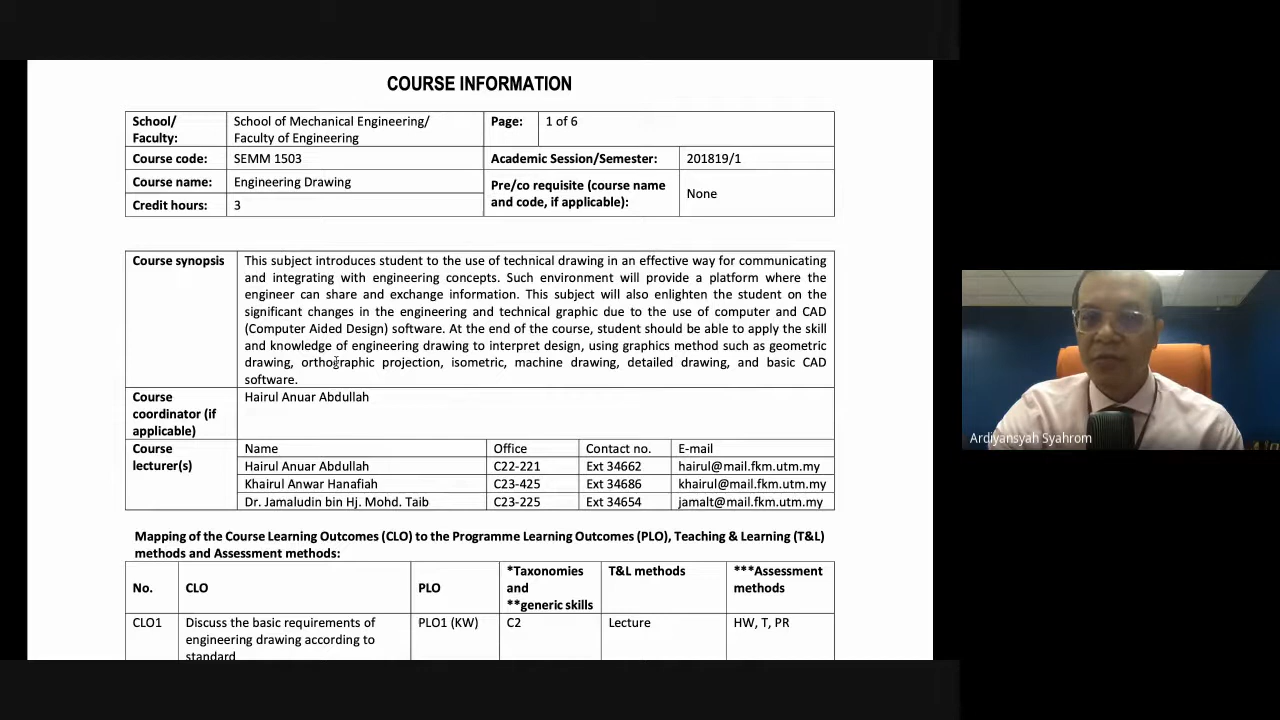 COURSE INFORMATION
School/
Faculty:
School of Mechanical Engineering/
Faculty of Engineering
Page:
1 of 6
Course code:
SEMM 1503
Academic Session/Semester:
201819/1
Course name:
Engineering Drawing
Pre/co requisite (course name
and code, if applicable):
None
Credit hours:
3
Course synopsis
This subject introduces student to the use of technical drawing in an effective way for communicating
and integrating with engineering concepts. Such environment will provide a platform where the
engineer can share and exchange information. This subject will also enlighten the student on the
significant changes in the engineering and technical graphic due to the use of computer and CAD
(Computer Aided Design) software. At the end of the course, student should be able to apply the skill
and knowledge of engineering drawing to interpret design, using graphics method such as geometric
drawing, orthographic projection, isometric, machine drawing, detailed drawing, and basic CAD
software.
Course
coordinator (if
applicable)
Hairul Anuar Abdullah
Course
lecturer(s)
Name Office Contact no. E-mail
Hairul Anuar Abdullah C22-221 Ext 34662 hairul@mail.fkm.utm.my
Khairul Anwar Hanafiah C23-425 Ext 34686 khairul@mail.fkm.utm.my
Dr. Jamaludin bin Hj. Mohd. Taib C23-225 Ext 34654 jamalt@mail.fkm.utm.my
Mapping of the Course Learning Outcomes (CLO) to the Programme Learning Outcomes (PLO), Teaching & Learning (T&L)
methods and Assessment methods:
No.
CLO
PLO
*Taxonomies
and
**generic skills
T&L methods
***Assessment
methods
CLO1
Discuss the basic requirements of
engineering drawing according to
standard
PLO1 (KW)
C2
Lecture
HW, T, PR
Ardiyansyah Syahrom